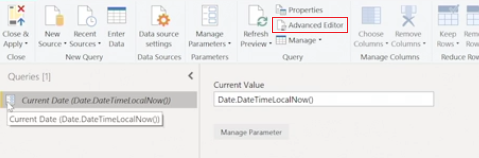 Properties
Advanced Editor
Manage
Close &
Apply
New
Source
Recent
Sources
Enter
Data
Data source
settings
Manage
Parameters
Refresh
Preview
Choose
Columns
Remove
Columns
Keep
Rows
Close
New Query
Data Sources
Parameters
Query
Manage Columns
Reduce Row
Queries [1]
Current Date (Date.DateTimeLocalNow())
Current Date (Date.DateTimeLocalNow())
Current Value
Date.DateTimeLocalNow()
Manage Parameter